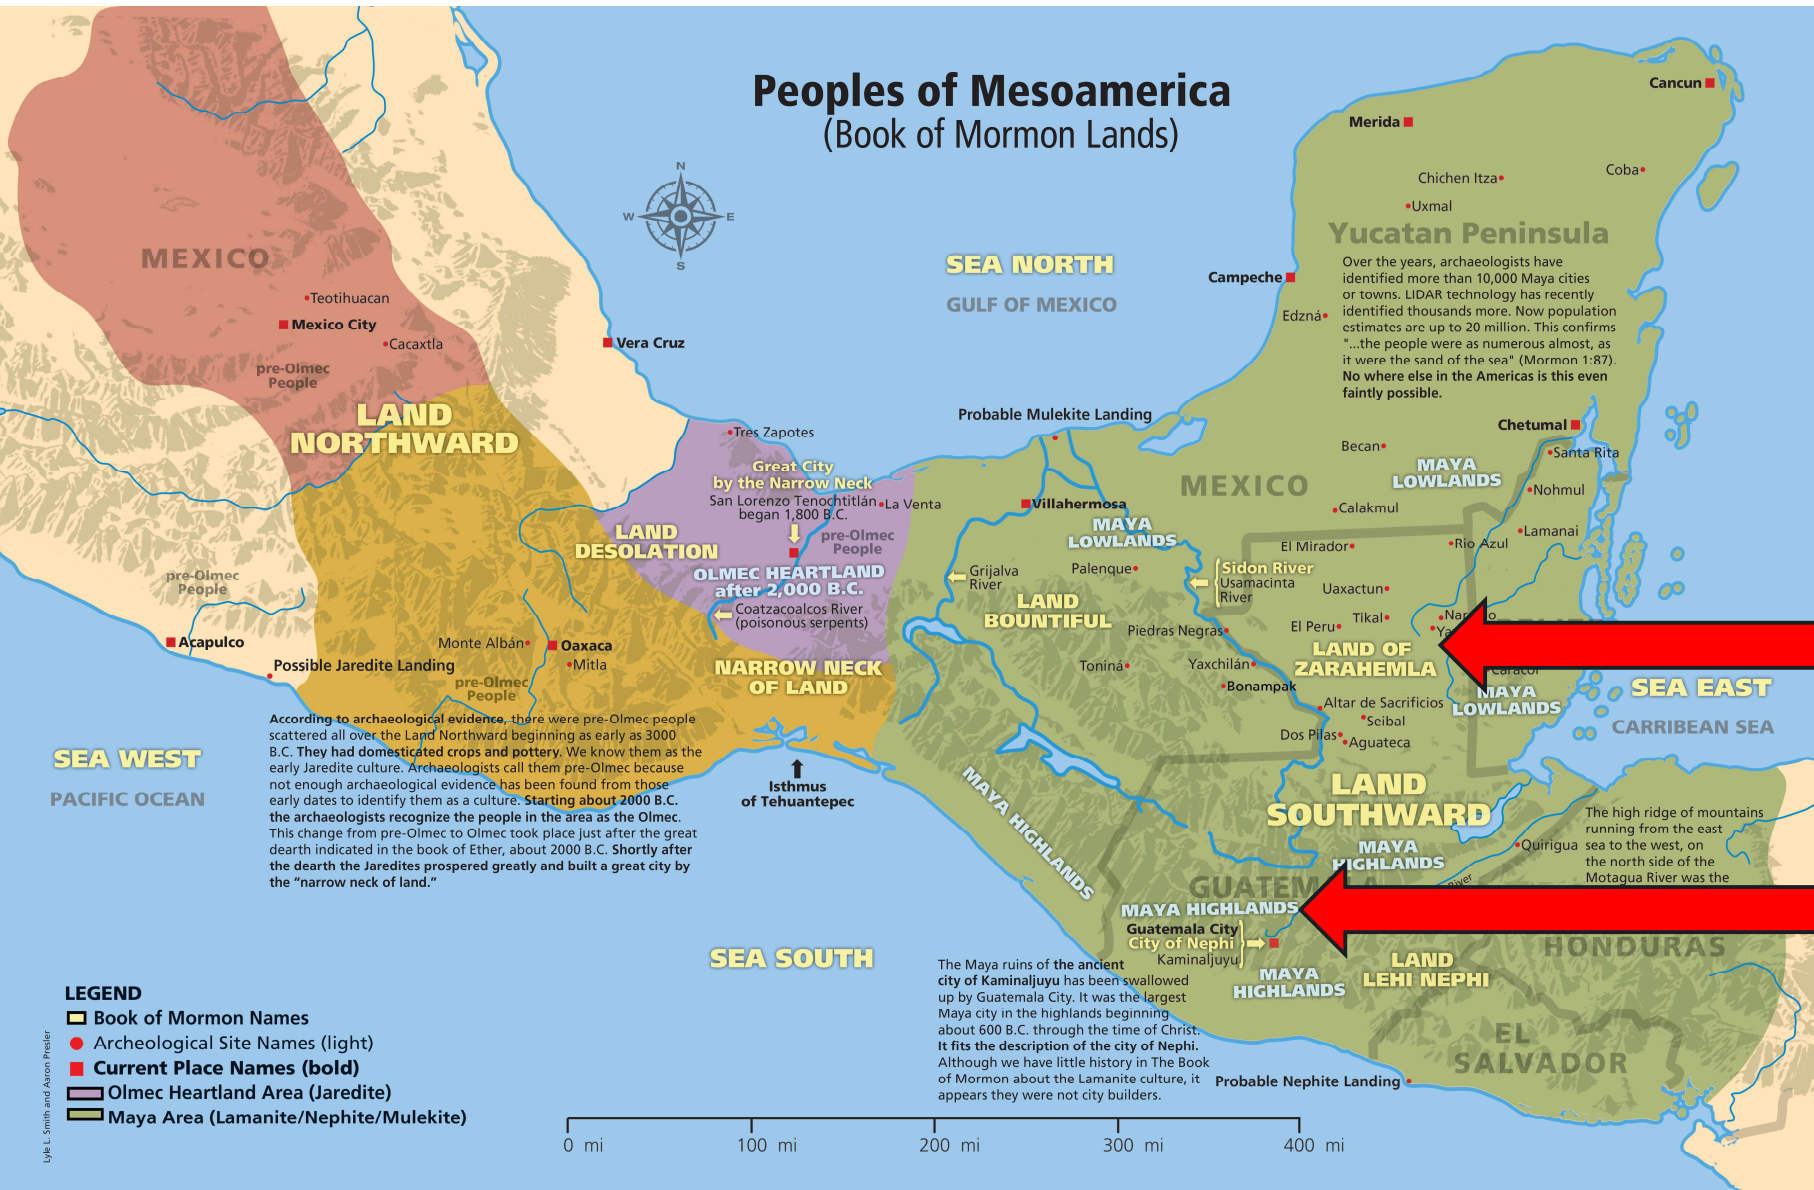 Peoples of Mesoamerica
(Book of Mormon Lands)
N
W
E
S
Cancun
Merida
Chichen Itza
Coba
Uxmal
Yucatan Peninsula
Over the years, archaeologists have
identified more than 10,000 Maya cities
or towns. LIDAR technology has recently
identified thousands more. Now population
estimates are up to 20 million. This confirms
"...the people were as numerous almost, as
it were the sand of the sea" (Mormon 1:87).
No where else in the Americas is this even
faintly possible.
SEA NORTH
GULF OF MEXICO
Campeche
Edzná
MEXICO
Teotihuacan
Mexico City
Cacaxtla
pre-Olmec
People
Vera Cruz
LAND
NORTHWARD
Probable Mulekite Landing
Chetumal
Becan
Santa Rita
MAYA
LOWLANDS
Nohmul
Tres Zapotes
Great City
by the Narrow Neck
San Lorenzo Tenochtitlán
began 1,800 B.C.
La Venta
Villahermosa
MEXICO
Calakmul
MAYA
LOWLANDS
Lamanai
Rio Azul
El Mirador
LAND
DESOLATION
pre-Olmec
People
OLMEC HEARTLAND
after 2,000 B.C.
Coatzacoalcos River
(poisonous serpents)
Grijalva
River
Palenque
Sidon River
Usamacinta
River
Uaxactun
Tikal
El Peru
LAND
BOUNTIFUL
Piedras Negras
LAND OF
ZARAHEMLA
Caracol
pre-Olmec
People
Acapulco
Monte Albán
Oaxaca
Mitla
Possible Jaredite Landing
pre-Olmec
People
NARROW NECK
OF LAND
Toniná
Yaxchilán
Bonampak
MAYA
LOWLANDS
SEA EAST
CARRIBEAN SEA
Altar de Sacrificios
Seibal
Dos Pilas
Aguateca
SEA WEST
PACIFIC OCEAN
According to archaeological evidence, there were pre-Olmec people
scattered all over the Land Northward beginning as early as 3000
B.C. They had domesticated crops and pottery. We know them as the
early Jaredite culture. Archaeologists call them pre-Olmec because
not enough archaeological evidence has been found from those
early dates to identify them as a culture. Starting about 2000 B.C.
the archaeologists recognize the people in the area as the Olmec.
This change from pre-Olmec to Olmec took place just after the great
dearth indicated in the book of Ether, about 2000 B.C. Shortly after
the dearth the Jaredites prospered greatly and built a great city by
the “narrow neck of land.”
Isthmus
of Tehuantepec
MAYA HIGHLANDS
LAND
SOUTHWARD
The high ridge of mountains
running from the east
sea to the west, on
the north side of the
Motagua River was the
Quirigua
MAYA
HIGHLANDS
River
MAYA HIGHLANDS
Guatemala City
City of Nephi
Kaminaljuyu
HONDURAS
LAND
LEHI NEPHI
MAYA
HIGHLANDS
SEA SOUTH
The Maya ruins of the ancient
city of Kaminaljuyu has been swallowed
up by Guatemala City. It was the largest
Maya city in the highlands beginning
about 600 B.C. through the time of Christ.
It fits the description of the city of Nephi.
Although we have little history in The Book
of Mormon about the Lamanite culture, it
appears they were not city builders.
EL
SALVADOR
Probable Nephite Landing
LEGEND
Book of Mormon Names
Archeological Site Names (light)
Current Place Names (bold)
Olmec Heartland Area (Jaredite)
Maya Area (Lamanite/Nephite/Mulekite)
Lyle L. Smith and Aaron Presler
0 mi
100 mi
200 mi
300 mi
400 mi